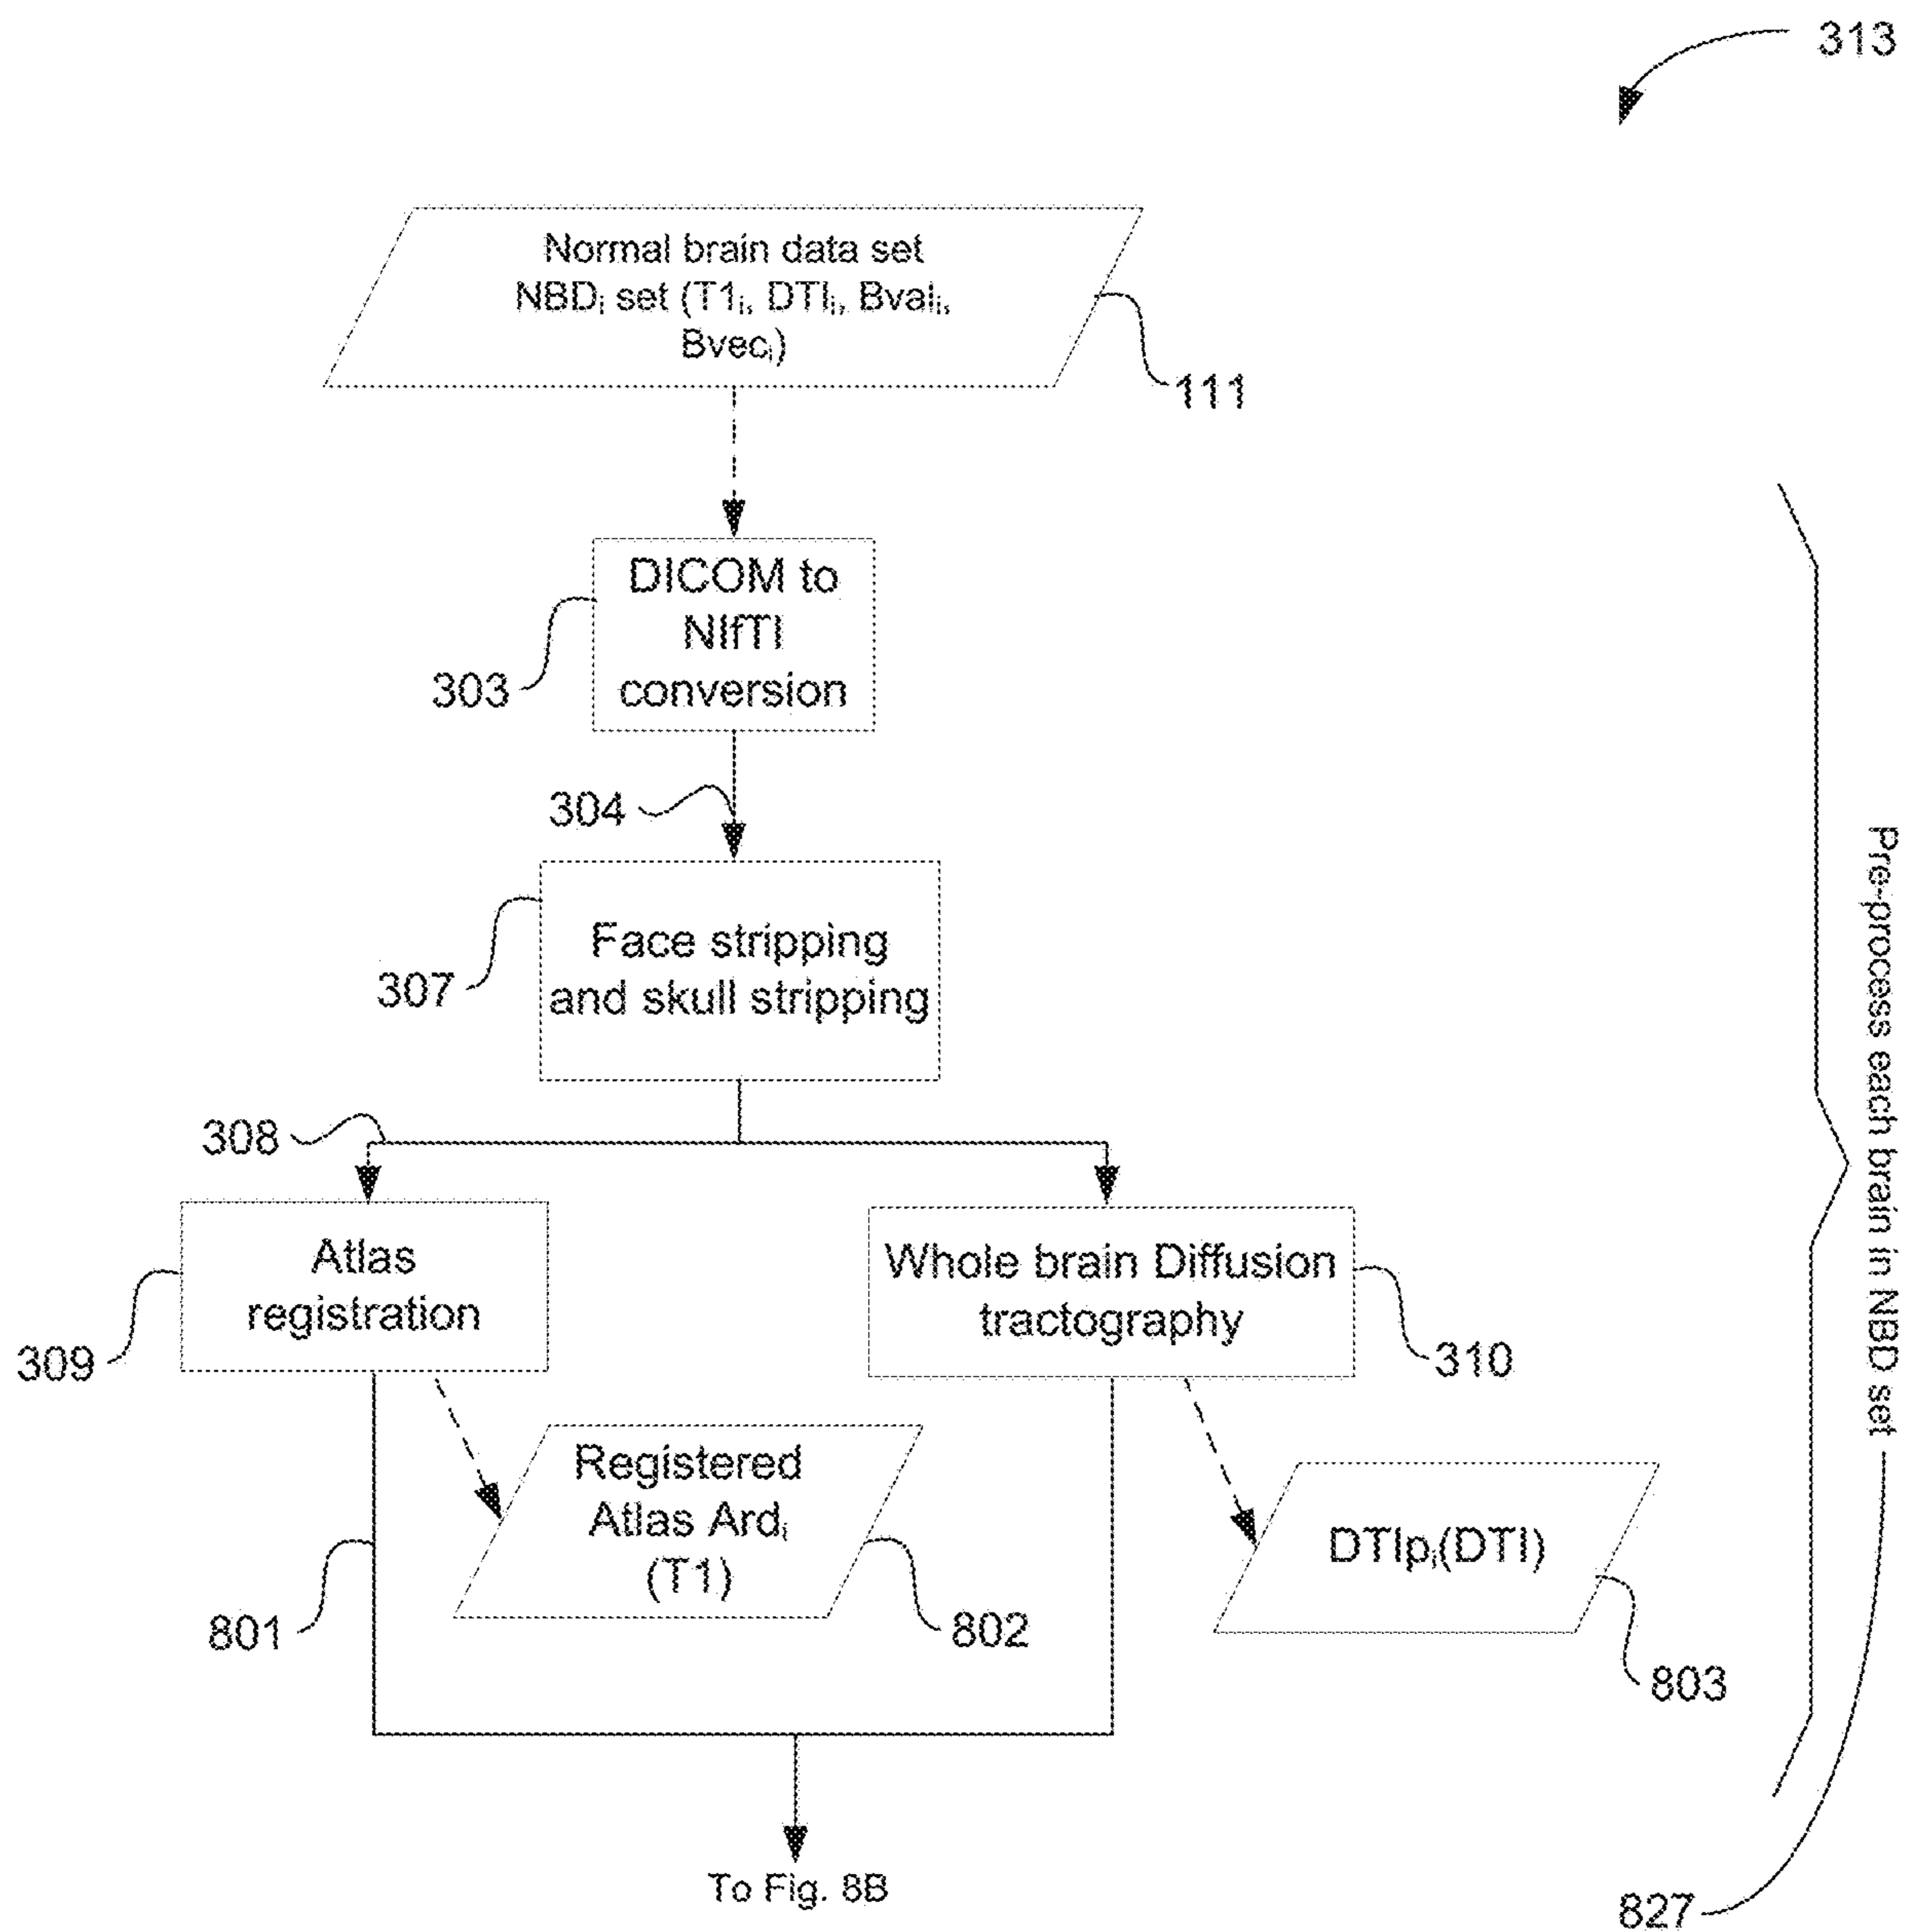 313
Normal brain data set
NBDᵢ set (T1ᵢ, DTIᵢ, Bvalᵢ,
Bvecᵢ)
111
DICOM to
NIfTI
conversion
303
304
Face stripping
and skull stripping
307
308
Atlas
registration
309
Whole brain Diffusion
tractography
310
Registered
Atlas Ardᵢ
(T1)
801
802
DTIpᵢ(DTI)
803
Pre-process each brain in NBD set
To Fig. 8B
827